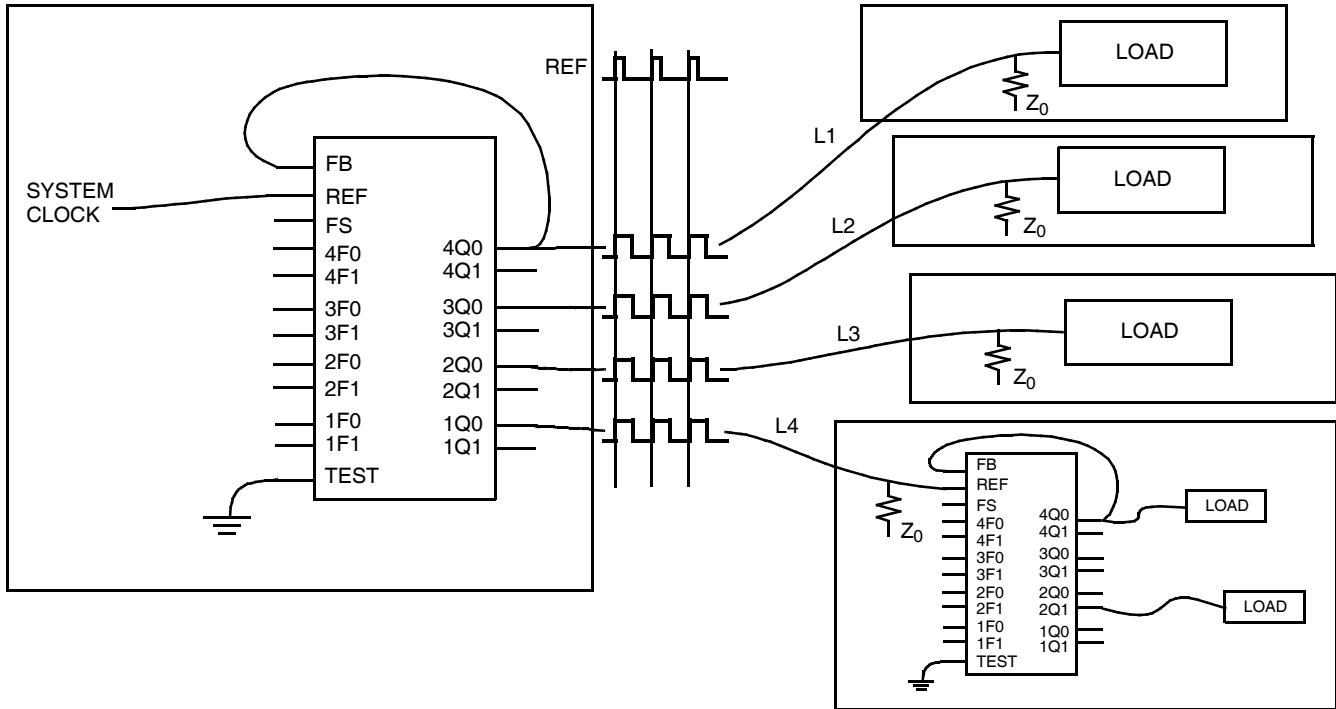 SYSTEM
CLOCK
FB
REF
FS
4F0
4F1
3F0
3F1
2F0
2F1
1F0
1F1
TEST
4Q0
4Q1
3Q0
3Q1
2Q0
2Q1
1Q0
1Q1
REF
L1
L2
L3
L4
LOAD
Z0
LOAD
Z0
LOAD
Z0
Z0
FB
REF
FS
4F0
4F1
3F0
3F1
2F0
2F1
1F0
1F1
TEST
4Q0
4Q1
3Q0
3Q1
2Q0
2Q1
1Q0
1Q1
LOAD
LOAD